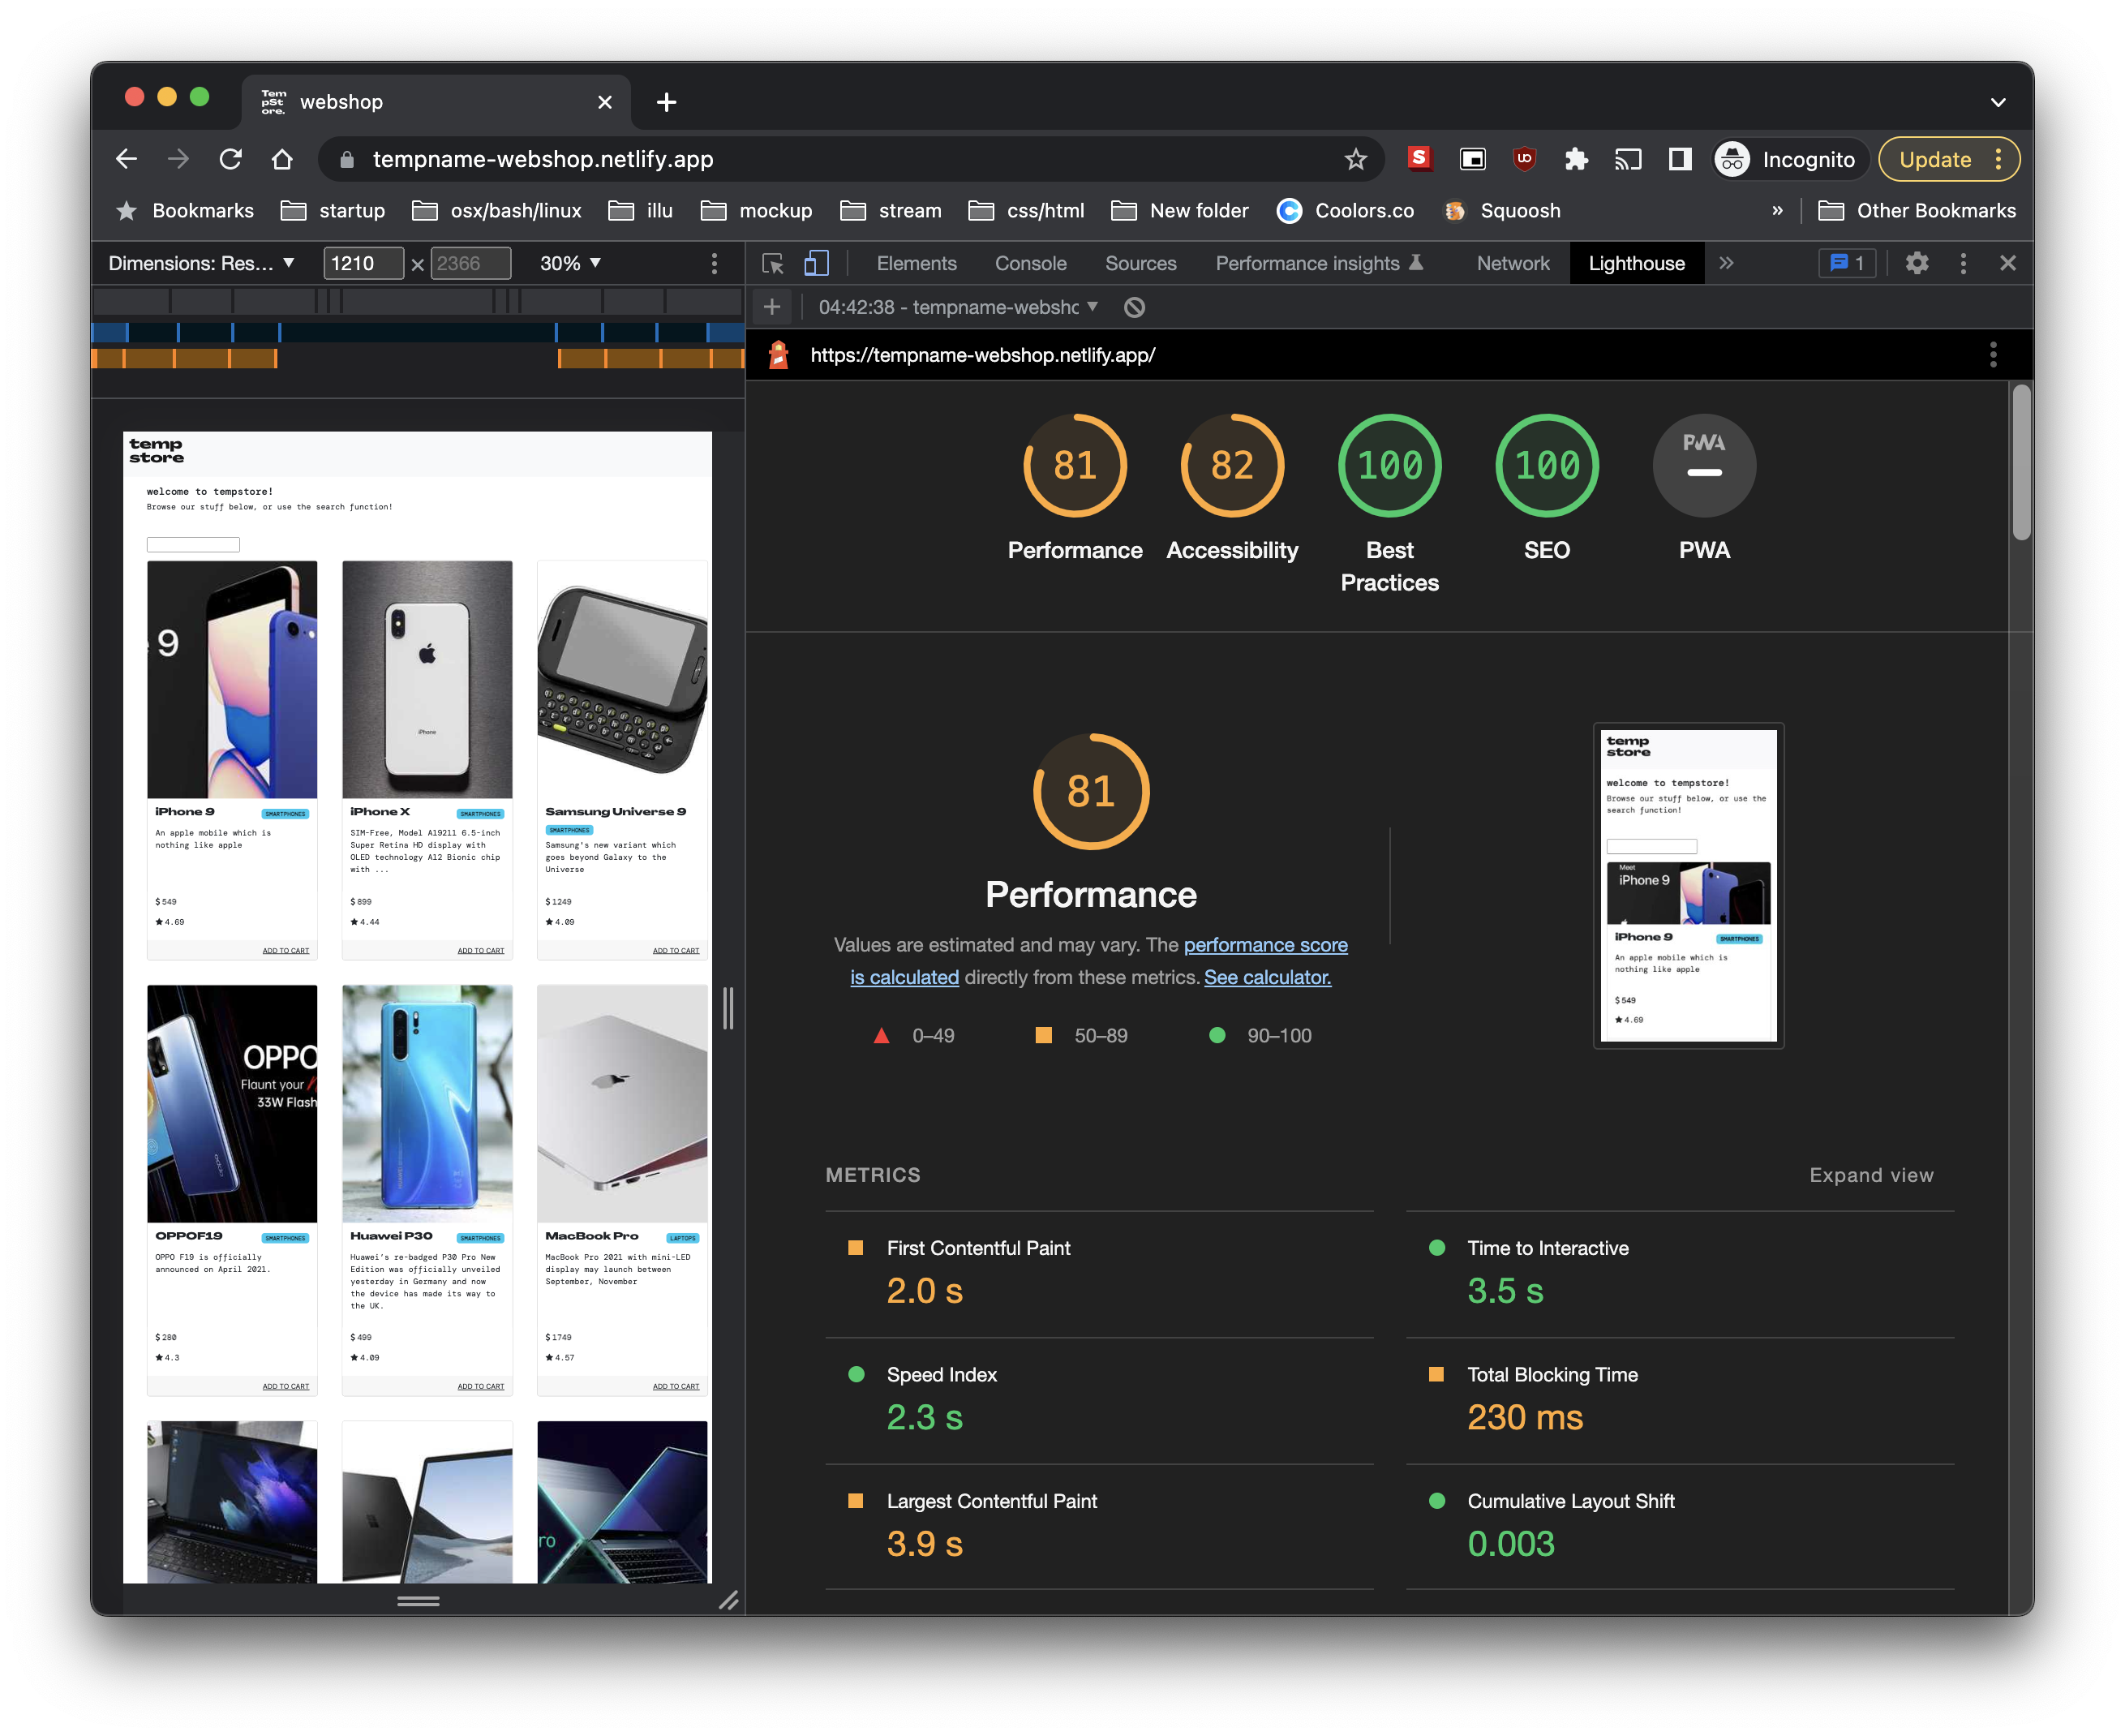 Tem
pSt
ore.
webshop
tempname-webshop.netlify.app
Incognito
Update
Bookmarks
startup
osx/bash/linux
illu
mockup
stream
css/html
New folder
Coolors.co
Squoosh
»
Other Bookmarks
Dimensions: Res... ▼
1210 × 2366
30% ▼
Elements
Console
Sources
Performance insights
Network
Lighthouse
»
1
04:42:38 - tempname-websho ▼
https://tempname-webshop.netlify.app/
temp
store
welcome to tempstore!
Browse our stuff below, or use the search function!
9
iPhone
iPhone 9
SMARTPHONES
An apple mobile which is
nothing like apple
$ 549
★ 4.69
ADD TO CART
iPhone X
SMARTPHONES
SIM-Free, Model A19211 6.5-inch
Super Retina HD display with
OLED technology A12 Bionic chip
with ...
$ 899
★ 4.44
ADD TO CART
Samsung Universe 9
SMARTPHONES
Samsung's new variant which
goes beyond Galaxy to the
Universe
$ 1249
★ 4.09
ADD TO CART
OPPO
Flaunt your
33W Flash
OPPOF19
SMARTPHONES
OPPO F19 is officially
announced on April 2021.
$ 280
★ 4.3
ADD TO CART
Huawei P30
SMARTPHONES
Huawei's re-badged P30 Pro New
Edition was officially unveiled
yesterday in Germany and now
the device has made its way to
the UK.
$ 499
★ 4.09
ADD TO CART
MacBook Pro
LAPTOPS
MacBook Pro 2021 with mini-LED
display may launch between
September, November
$ 1749
★ 4.57
ADD TO CART
ro
81
Performance
82
Accessibility
100
Best
Practices
100
SEO
PWA
PWA
81
Performance
Values are estimated and may vary. The performance score
is calculated directly from these metrics. See calculator.
0–49
50–89
90–100
temp
store
welcome to tempstore!
Browse our stuff below, or use the
search function!
Meet
iPhone 9
iPhone 9
SMARTPHONES
An apple mobile which is
nothing like apple
$ 549
★ 4.69
METRICS
Expand view
First Contentful Paint
2.0 s
Time to Interactive
3.5 s
Speed Index
2.3 s
Total Blocking Time
230 ms
Largest Contentful Paint
3.9 s
Cumulative Layout Shift
0.003